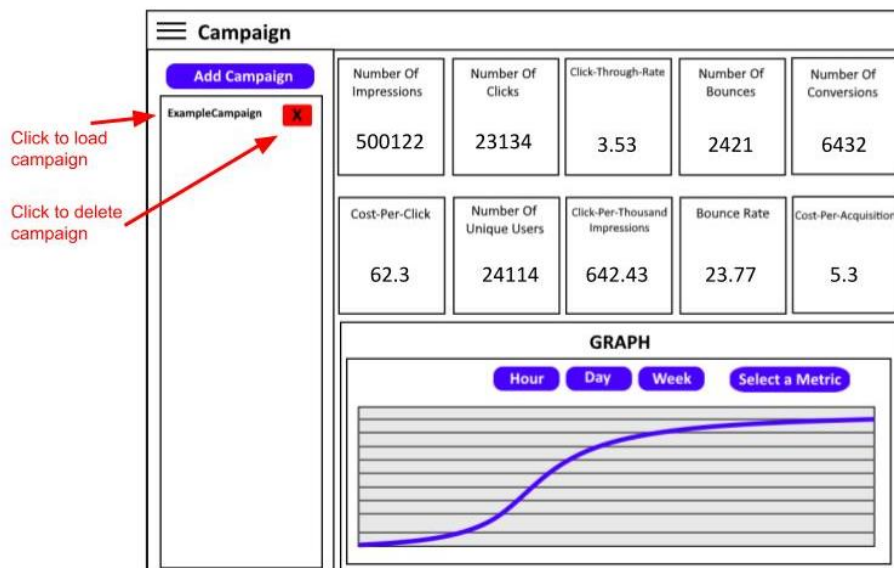 Campaign
Add Campaign
ExampleCampaign
X
Click to load
campaign
Click to delete
campaign
Number Of
Impressions
500122
Number Of
Clicks
23134
Click-Through-Rate
3.53
Number Of
Bounces
2421
Number Of
Conversions
6432
Cost-Per-Click
62.3
Number Of
Unique Users
24114
Click-Per-Thousand
Impressions
642.43
Bounce Rate
23.77
Cost-Per-Acquisition
5.3
GRAPH
Hour
Day
Week
Select a Metric